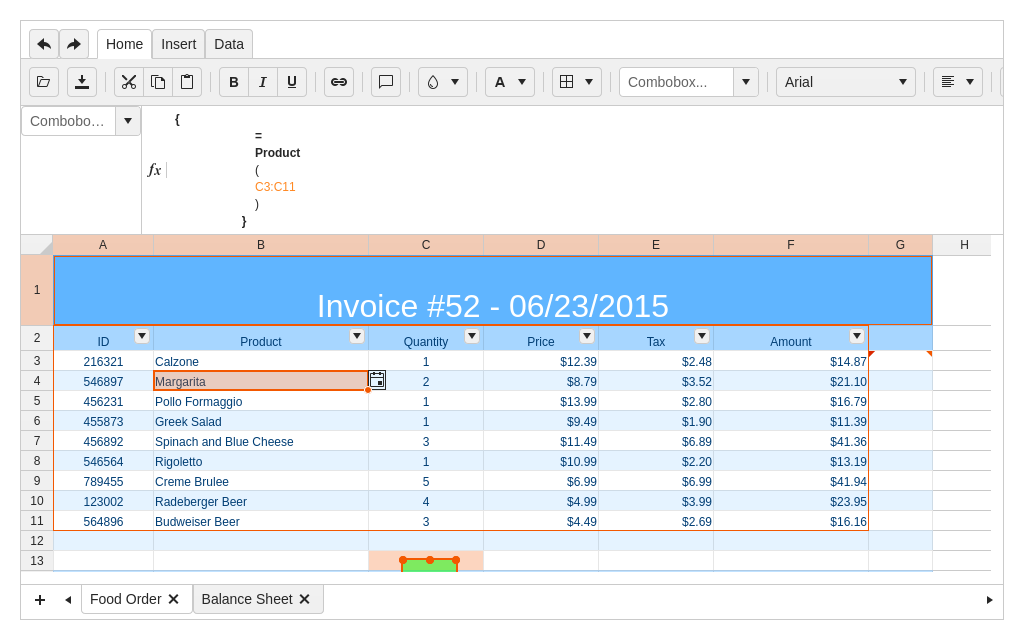 Home Insert Data
B I U A Combobox... Arial
Combobo…
{
=
Product
(
C3:C11
)
}
fx
A B C D E F G H
1 Invoice #52 - 06/23/2015
2 ID Product Quantity Price Tax Amount
3 216321 Calzone 1 $12.39 $2.48 $14.87
4 546897 Margarita 2 $8.79 $3.52 $21.10
5 456231 Pollo Formaggio 1 $13.99 $2.80 $16.79
6 455873 Greek Salad 1 $9.49 $1.90 $11.39
7 456892 Spinach and Blue Cheese 3 $11.49 $6.89 $41.36
8 546564 Rigoletto 1 $10.99 $2.20 $13.19
9 789455 Creme Brulee 5 $6.99 $6.99 $41.94
10 123002 Radeberger Beer 4 $4.99 $3.99 $23.95
11 564896 Budweiser Beer 3 $4.49 $2.69 $16.16
12
13
Food Order Balance Sheet